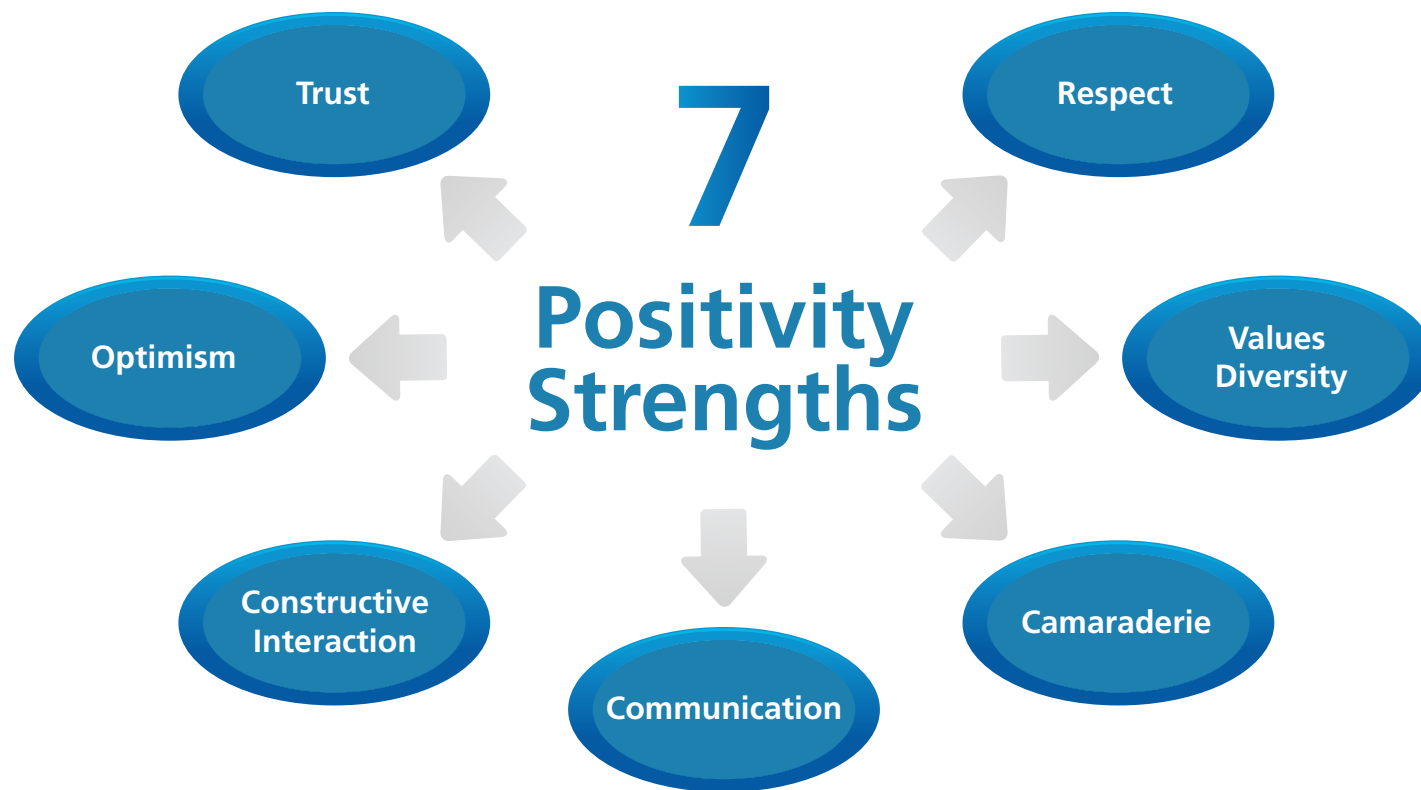 7
Positivity
Strengths
Trust
Respect
Optimism
Values
Diversity
Constructive
Interaction
Camaraderie
Communication